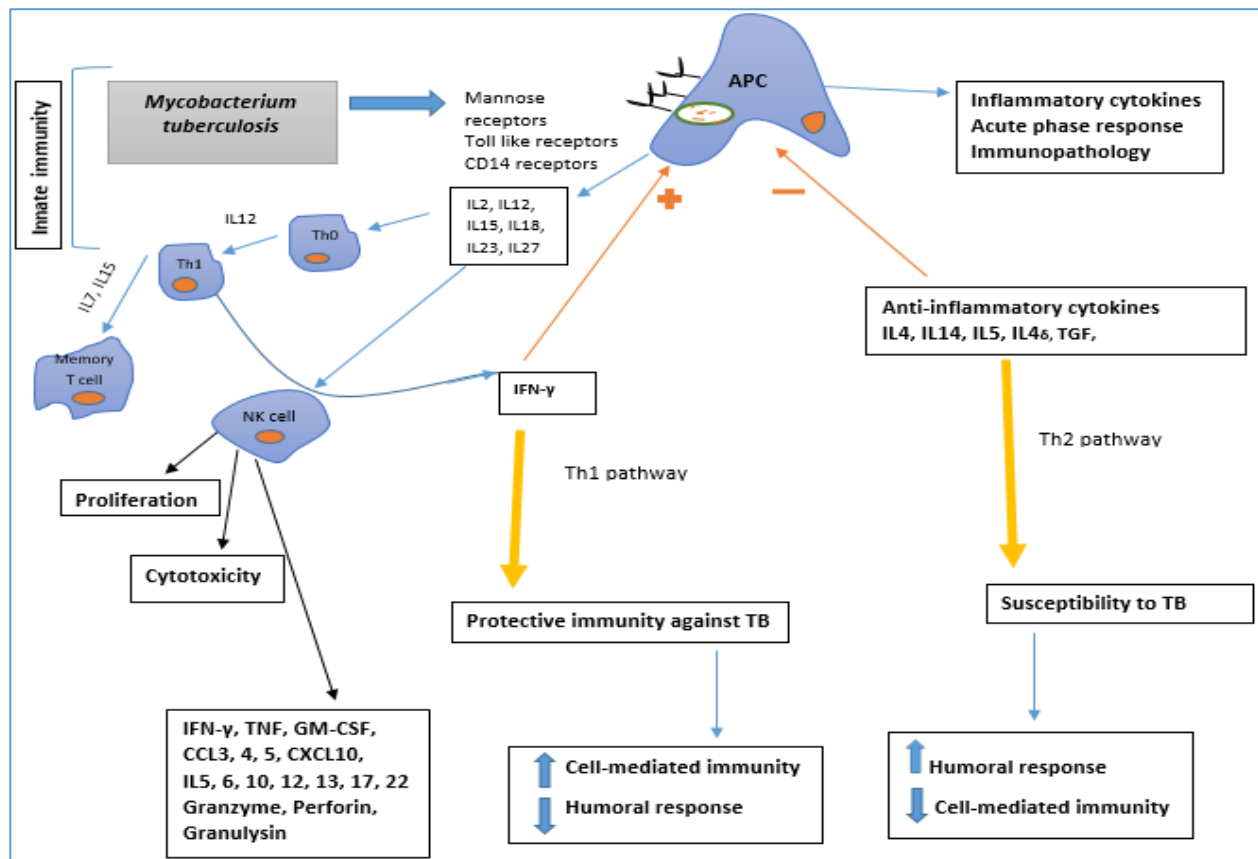 Innate immunity
Mycobacterium
tuberculosis
Mannose
receptors
Toll like receptors
CD14 receptors
APC
Inflammatory cytokines
Acute phase response
Immunopathology
IL2, IL12,
IL15, IL18,
IL23, IL27
IL12
Th0
Th1
IL7, IL15
Memory
T cell
NK cell
IFN-γ
Anti-inflammatory cytokines
IL4, IL14, IL5, IL4δ, TGF,
Th1 pathway
Th2 pathway
Proliferation
Cytotoxicity
Protective immunity against TB
Susceptibility to TB
IFN-γ, TNF, GM-CSF,
CCL3, 4, 5, CXCL10,
IL5, 6, 10, 12, 13, 17, 22
Granzyme, Perforin,
Granulysin
Cell-mediated immunity
Humoral response
Humoral response
Cell-mediated immunity